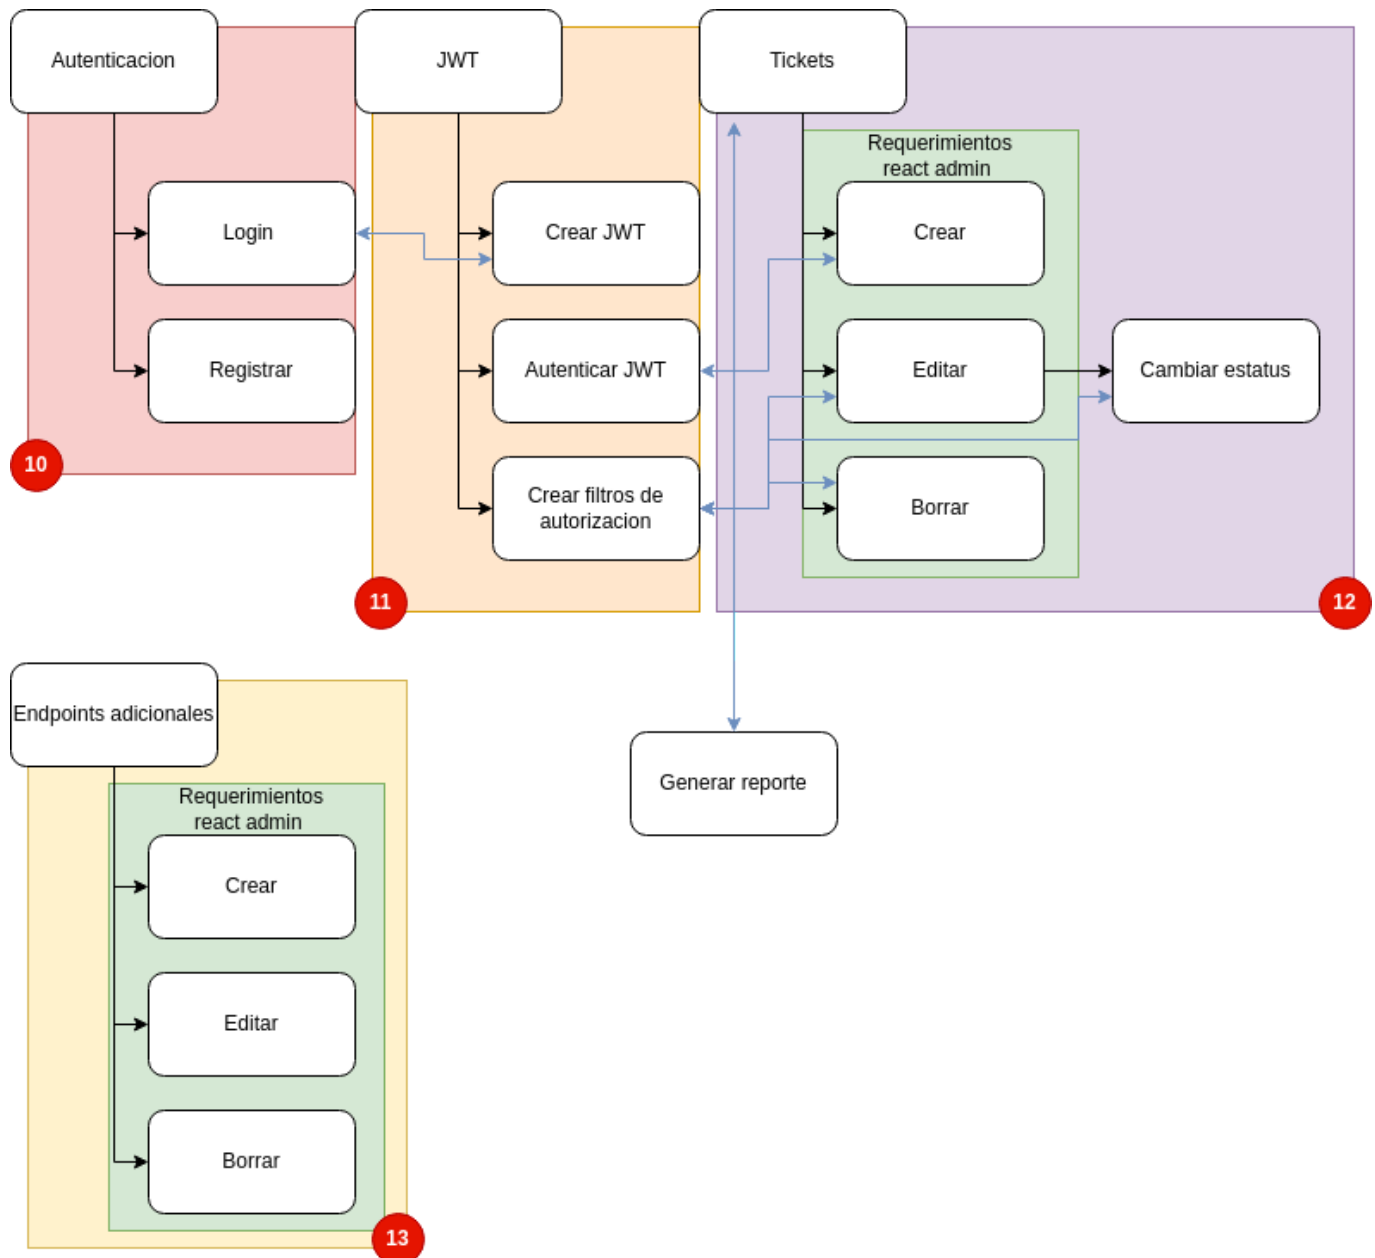 Autenticacion
JWT
Tickets
Requerimientos
react admin
Login
Crear JWT
Crear
Registrar
Autenticar JWT
Editar
Cambiar estatus
10
Crear filtros de
autorizacion
Borrar
11
12
Endpoints adicionales
Generar reporte
Requerimientos
react admin
Crear
Editar
Borrar
13